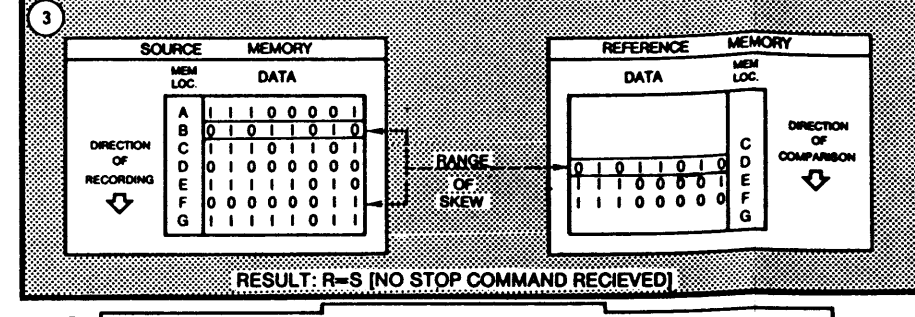 3
SOURCE MEMORY
MEM LOC. DATA
A 1 1 1 0 0 0 0 1
B 0 1 0 1 1 0 1 0
C 1 1 0 1 1 0 1
D 0 1 0 0 0 0 0 0
E 1 1 1 1 1 0 1 0
F 0 0 0 0 0 0 1 1
G 1 1 1 1 0 1 1
DIRECTION
OF
RECORDING
RANGE
OF
SKEW
REFERENCE MEMORY
DATA MEM LOC.
C
0 1 0 1 1 0 1 0 D
1 1 1 0 0 0 0 1 E
1 1 1 0 0 0 0 0 F
G
DIRECTION
OF
COMPARISON
RESULT: R=S [NO STOP COMMAND RECIEVED]